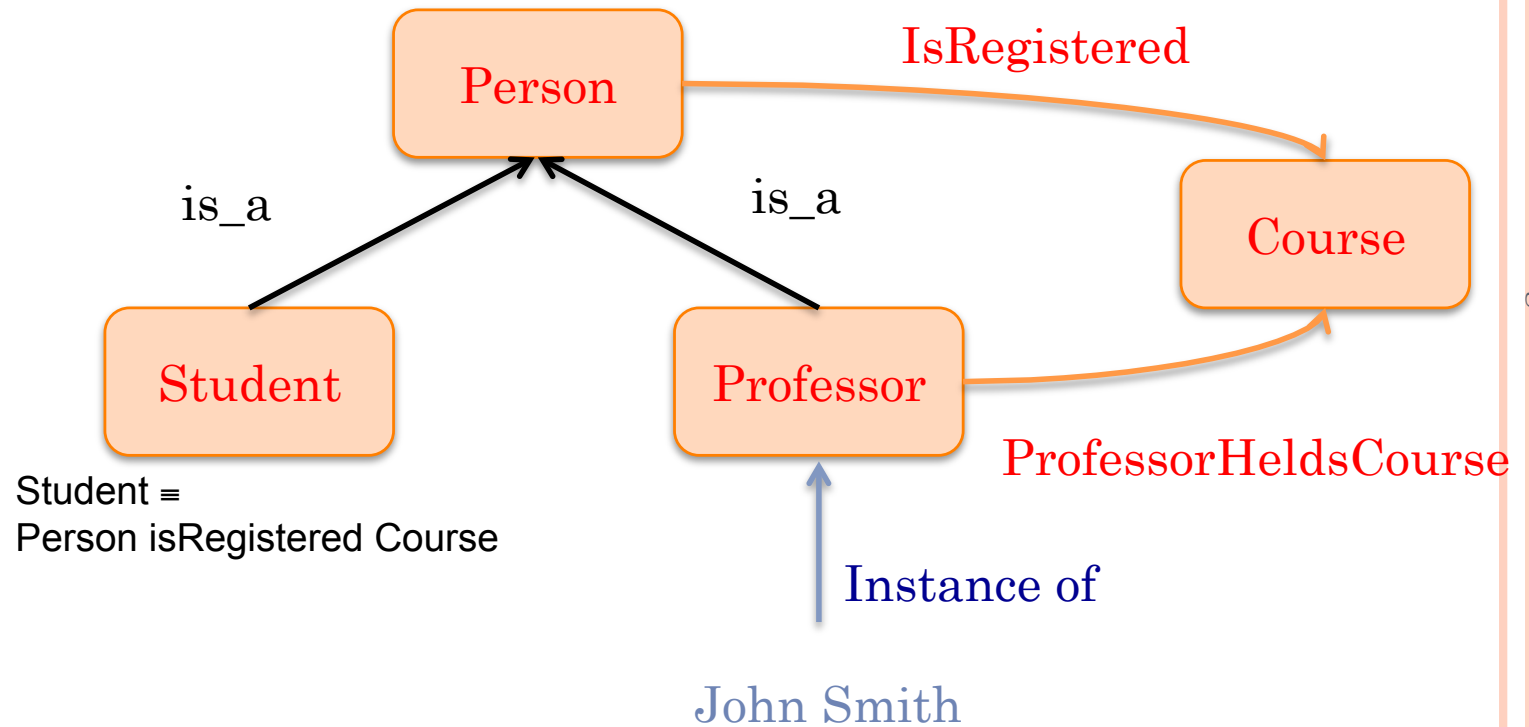 IsRegistered
Person
is_a
is_a
Course
Student
Professor
ProfessorHeldsCourse
Student ≡
Person isRegistered Course
Instance of
John Smith